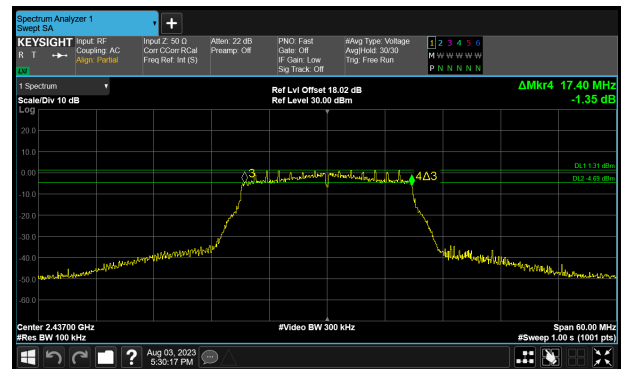 Spectrum Analyzer 1
Swept SA
+
KEYSIGHT
R T
LXI
Input: RF
Coupling: AC
Align: Partial
Input Z: 50 Ω
Corr CCorr RCal
Freq Ref: Int (S)
Atten: 22 dB
Preamp: Off
PNO: Fast
Gate: Off
IF Gain: Low
Sig Track: Off
#Avg Type: Voltage
Avg|Hold: 30/30
Trig: Free Run
1 2 3 4 5 6
M W W W W W
P N N N N N
1 Spectrum
Scale/Div 10 dB
Log
Ref Lvl Offset 18.02 dB
Ref Level 30.00 dBm
ΔMkr4 17.40 MHz
-1.35 dB
20.0
10.0
0.00
-10.0
-20.0
-30.0
-40.0
-50.0
-60.0
3
4Δ3
DL1 1.31 dBm
DL2 -4.69 dBm
Center 2.43700 GHz
#Res BW 100 kHz
#Video BW 300 kHz
Span 60.00 MHz
#Sweep 1.00 s (1001 pts)
?
Aug 03, 2023
5:30:17 PM